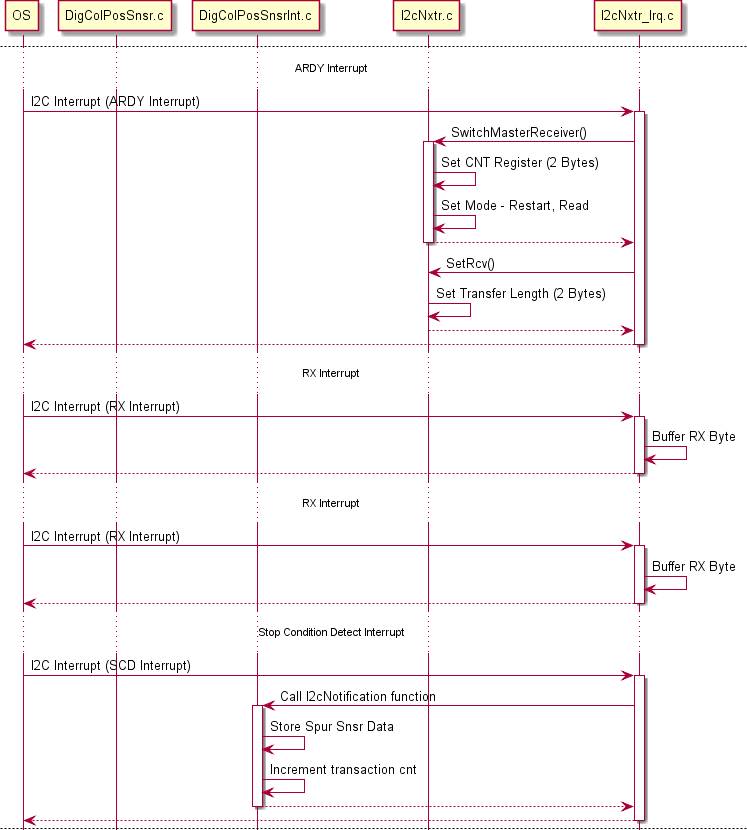 OS DigColPosSnsr.c DigColPosSnsrInt.c I2cNxtr.c I2cNxtr_Irq.c
ARDY Interrupt
I2C Interrupt (ARDY Interrupt)
SwitchMasterReceiver()
Set CNT Register (2 Bytes)
Set Mode - Restart, Read
SetRcv()
Set Transfer Length (2 Bytes)
RX Interrupt
I2C Interrupt (RX Interrupt)
Buffer RX Byte
RX Interrupt
I2C Interrupt (RX Interrupt)
Buffer RX Byte
Stop Condition Detect Interrupt
I2C Interrupt (SCD Interrupt)
Call I2cNotification function
Store Spur Snsr Data
Increment transaction cnt